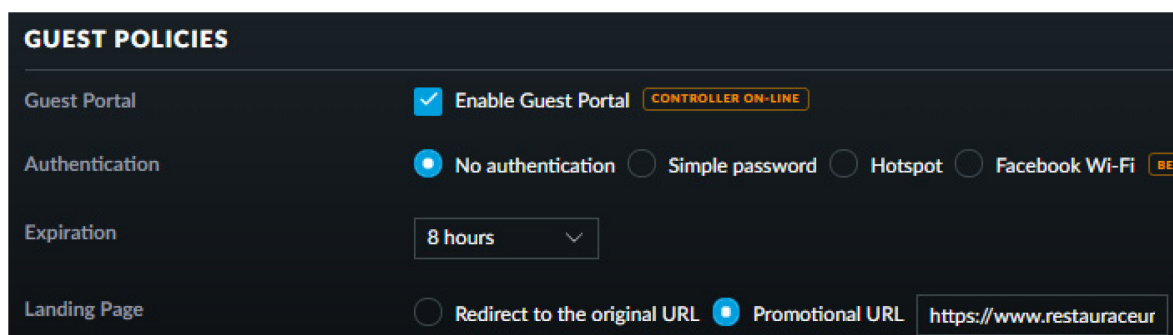 GUEST POLICIES
Guest Portal Enable Guest Portal CONTROLLER ON-LINE
Authentication No authentication Simple password Hotspot Facebook Wi-Fi
Expiration 8 hours
Landing Page Redirect to the original URL Promotional URL https://www.restauraceur